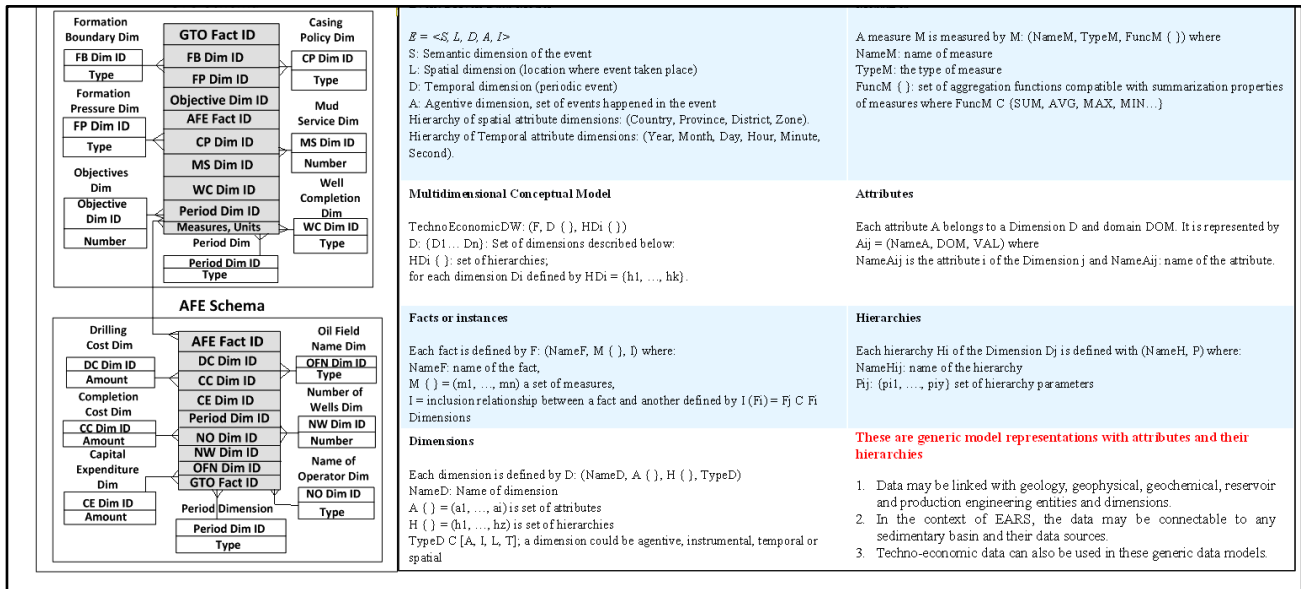 Formation
Boundary Dim
FB Dim ID
Type
Formation
Pressure Dim
FP Dim ID
Type
Objectives
Dim
Objective
Dim ID
Number
GTO Fact ID
FB Dim ID
FP Dim ID
Objective Dim ID
AFE Fact ID
CP Dim ID
MS Dim ID
WC Dim ID
Period Dim ID
Measures, Units
Period Dim
Period Dim ID
Type
Casing
Policy Dim
CP Dim ID
Type
Mud
Service Dim
MS Dim ID
Number
Well
Completion
Dim
WC Dim ID
Type
AFE Schema
Drilling
Cost Dim
DC Dim ID
Amount
Completion
Cost Dim
CC Dim ID
Amount
Capital
Expenditure
Dim
CE Dim ID
Amount
AFE Fact ID
DC Dim ID
CC Dim ID
CE Dim ID
Period Dim ID
NO Dim ID
NW Dim ID
OFN Dim ID
GTO Fact ID
Period Dimension
Period Dim ID
Type
Oil Field
Name Dim
OFN Dim ID
Type
Number of
Wells Dim
NW Dim ID
Number
Name of
Operator Dim
NO Dim ID
Type
E = <S, L, D, A, I>
S: Semantic dimension of the event
L: Spatial dimension (location where event taken place)
D: Temporal dimension (periodic event)
A: Agentive dimension, set of events happened in the event
Hierarchy of spatial attribute dimensions: (Country, Province, District, Zone).
Hierarchy of Temporal attribute dimensions: (Year, Month, Day, Hour, Minute,
Second).
A measure M is measured by M: (NameM, TypeM, FuncM { }) where
NameM: name of measure
TypeM: the type of measure
FuncM { }: set of aggregation functions compatible with summarization properties
of measures where FuncM C {SUM, AVG, MAX, MIN...}
Multidimensional Conceptual Model
TechnoEconomicDW: (F, D { }, HDi { })
D: {D1... Dn}: Set of dimensions described below:
HDi { }: set of hierarchies;
for each dimension Di defined by HDi = {h1, ..., hk}.
Attributes
Each attribute A belongs to a Dimension D and domain DOM. It is represented by
Aij = (NameA, DOM, VAL) where
NameAij is the attribute i of the Dimension j and NameAij: name of the attribute.
Facts or instances
Each fact is defined by F: (NameF, M { }, I) where:
NameF: name of the fact,
M { } = (m1, ..., mn) a set of measures,
I = inclusion relationship between a fact and another defined by I (Fi) = Fj C Fi
Dimensions
Hierarchies
Each hierarchy Hi of the Dimension Dj is defined with (NameH, P) where:
NameHij: name of the hierarchy
Pij: {pi1, ...., piy} set of hierarchy parameters
Dimensions
Each dimension is defined by D: (NameD, A { }, H { }, TypeD)
NameD: Name of dimension
A { } = (a1, ..., ai) is set of attributes
H { } = (h1, ..., hz) is set of hierarchies
TypeD C [A, I, L, T]; a dimension could be agentive, instrumental, temporal or
spatial
These are generic model representations with attributes and their
hierarchies
1. Data may be linked with geology, geophysical, geochemical, reservoir
and production engineering entities and dimensions.
2. In the context of EARS, the data may be connectable to any
sedimentary basin and their data sources.
3. Techno-economic data can also be used in these generic data models.